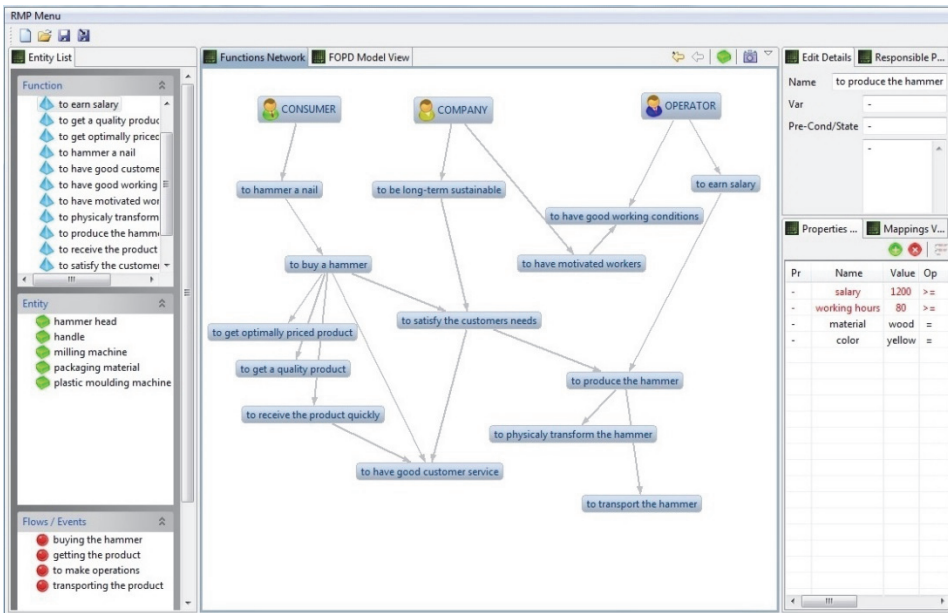 RMP Menu
Entity List
Function
to earn salary
to get a quality produc
to get optimally priced
to hammer a nail
to have good custome
to have good working
to have motivated wor
to physicaly transform
to produce the hamm
to receive the product
to satisfy the customer
Entity
hammer head
handle
milling machine
packaging material
plastic moulding machine
Flows / Events
buying the hammer
getting the product
to make operations
transporting the product
Functions Network
FOPD Model View
CONSUMER
COMPANY
OPERATOR
to hammer a nail
to be long-term sustainable
to earn salary
to have good working conditions
to buy a hammer
to have motivated workers
to satisfy the customers needs
to get optimally priced product
to get a quality product
to produce the hammer
to receive the product quickly
to physicaly transform the hammer
to have good customer service
to transport the hammer
Edit Details
Responsible P...
Name to produce the hammer
Var -
Pre-Cond/State -
-
Properties ...
Mappings V...
Pr Name Value Op
- salary 1200 >=
- working hours 80 >=
- material wood =
- color yellow =